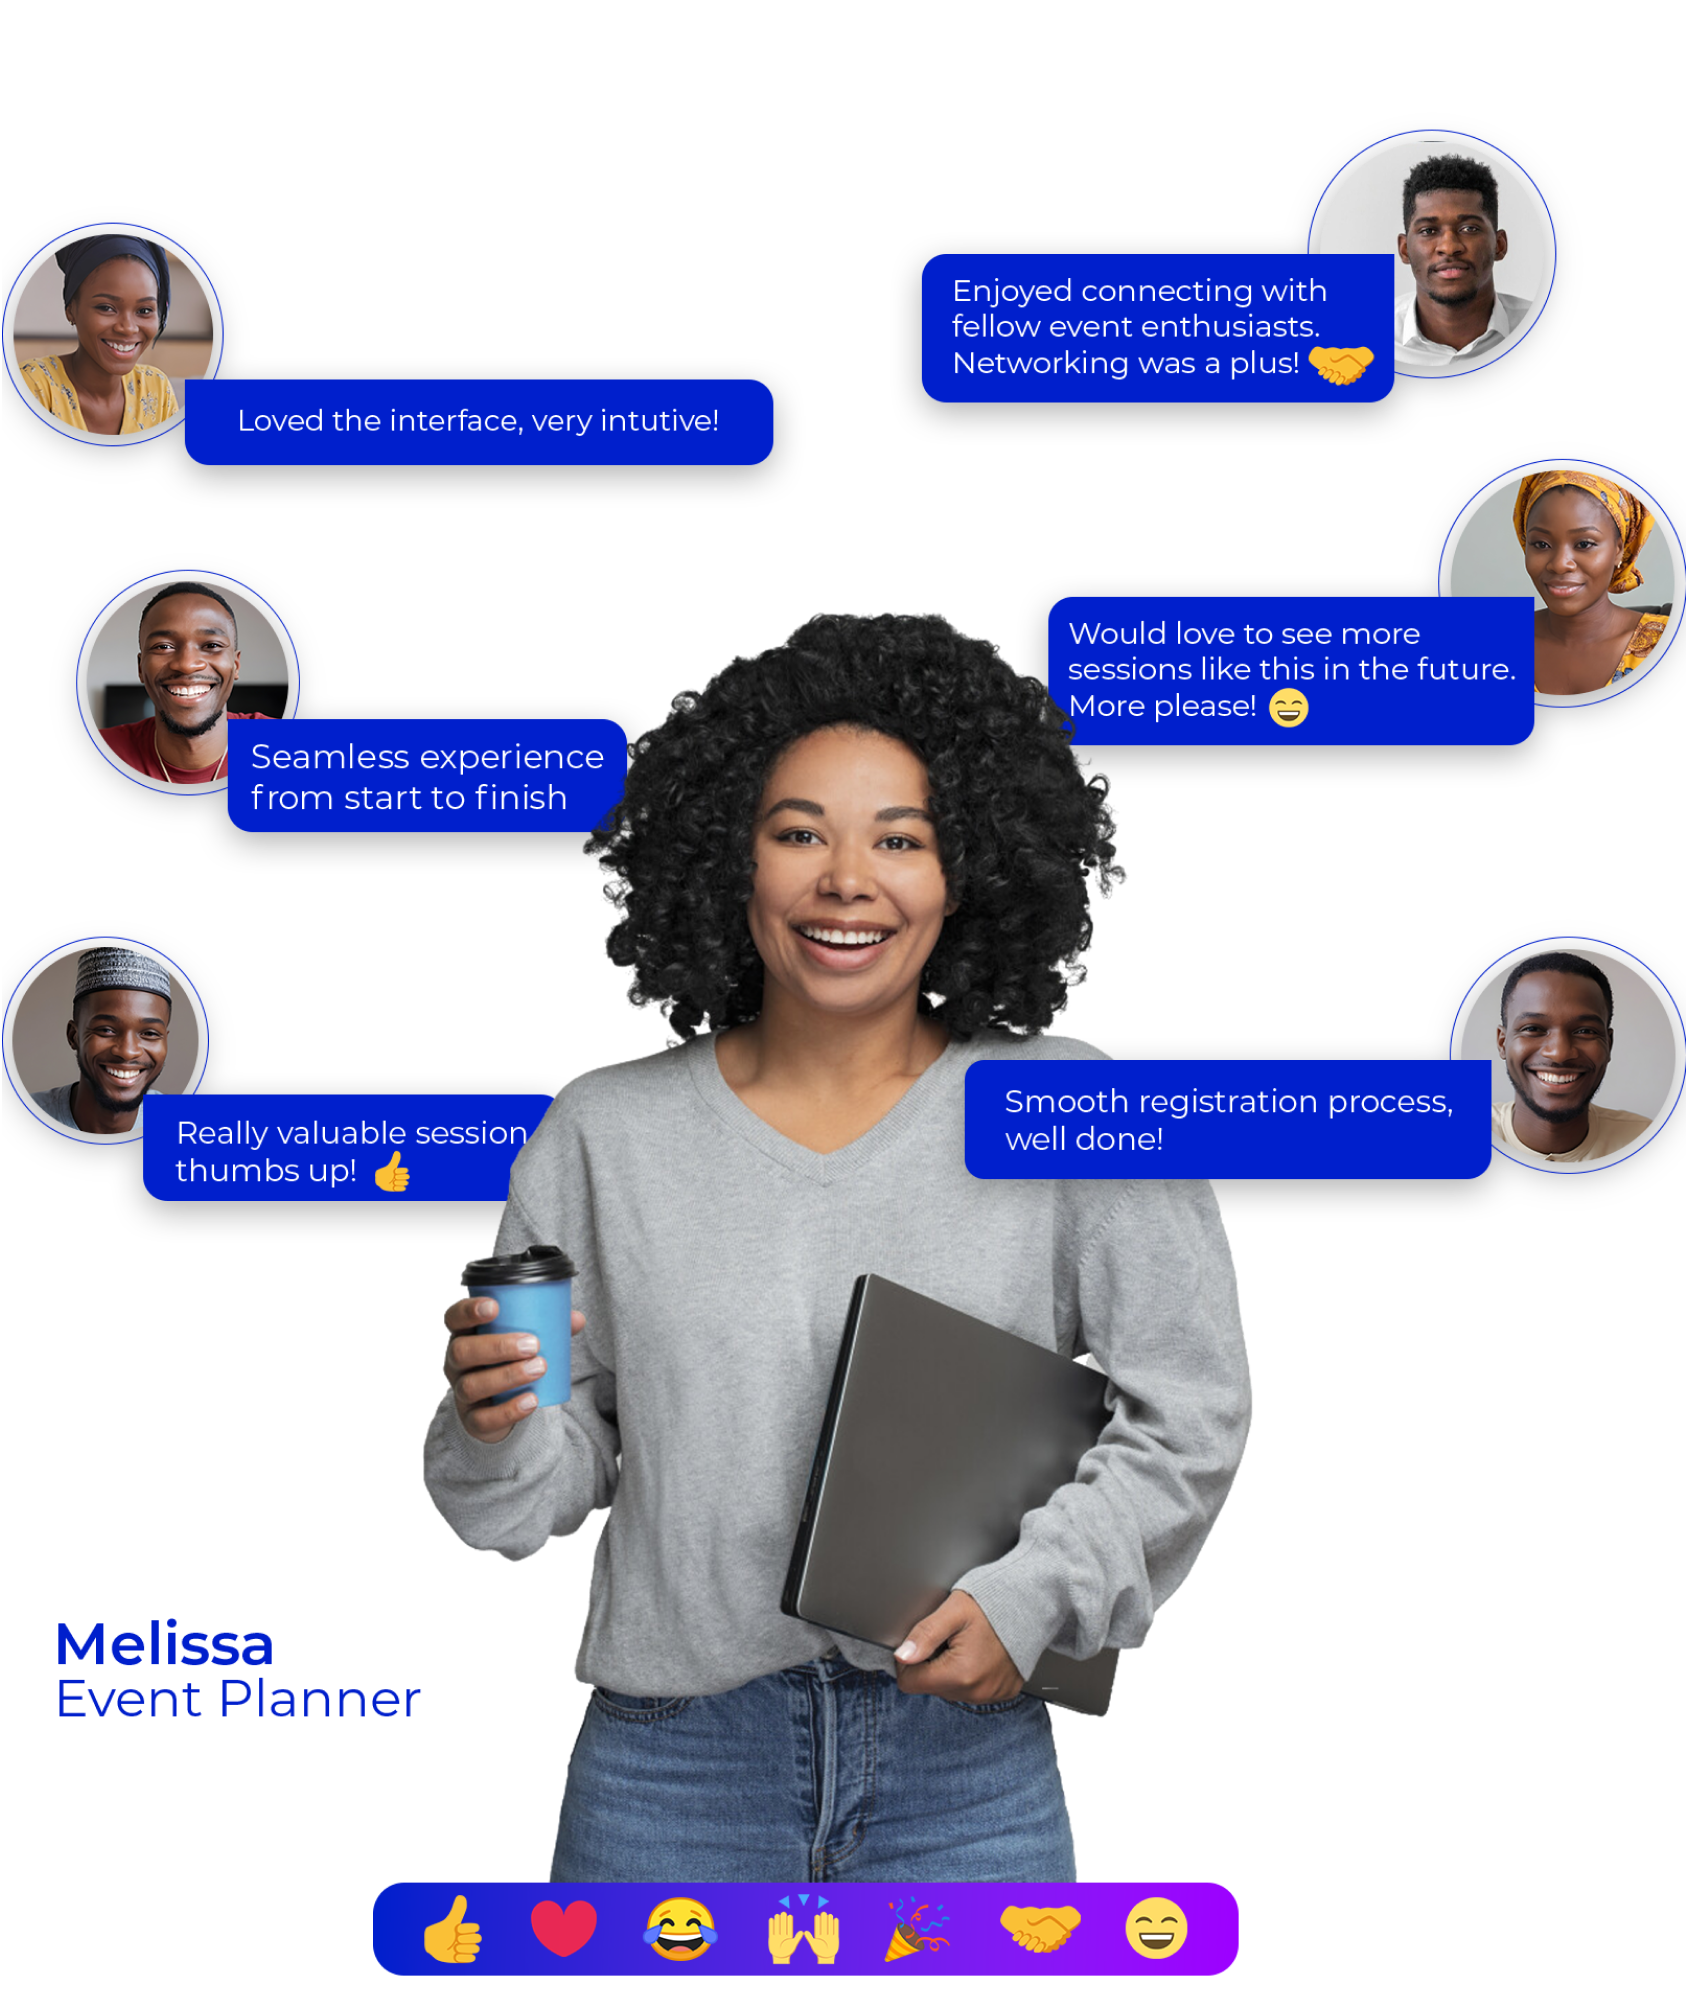 Enjoyed connecting with
fellow event enthusiasts.
Networking was a plus! 🤝
Loved the interface, very intutive!
Would love to see more
sessions like this in the future.
More please! 😄
Seamless experience
from start to finish
Really valuable session
thumbs up! 👍
Smooth registration process,
well done!
Melissa
Event Planner
👍 ❤️ 😂 🙌 🎉 🤝 😄